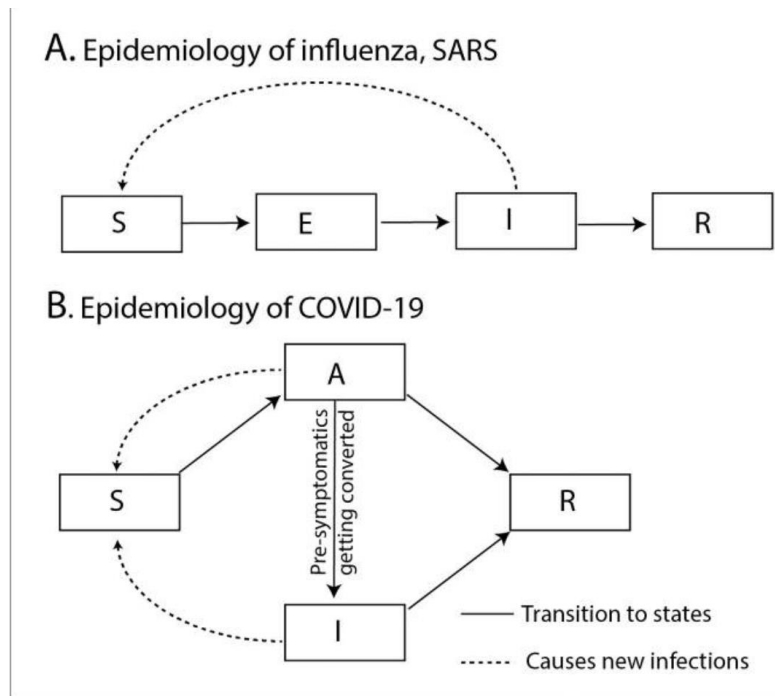 A. Epidemiology of influenza, SARS
S
E
I
R
B. Epidemiology of COVID-19
A
Pre-symptomatics
getting converted
S
R
I
Transition to states
Causes new infections